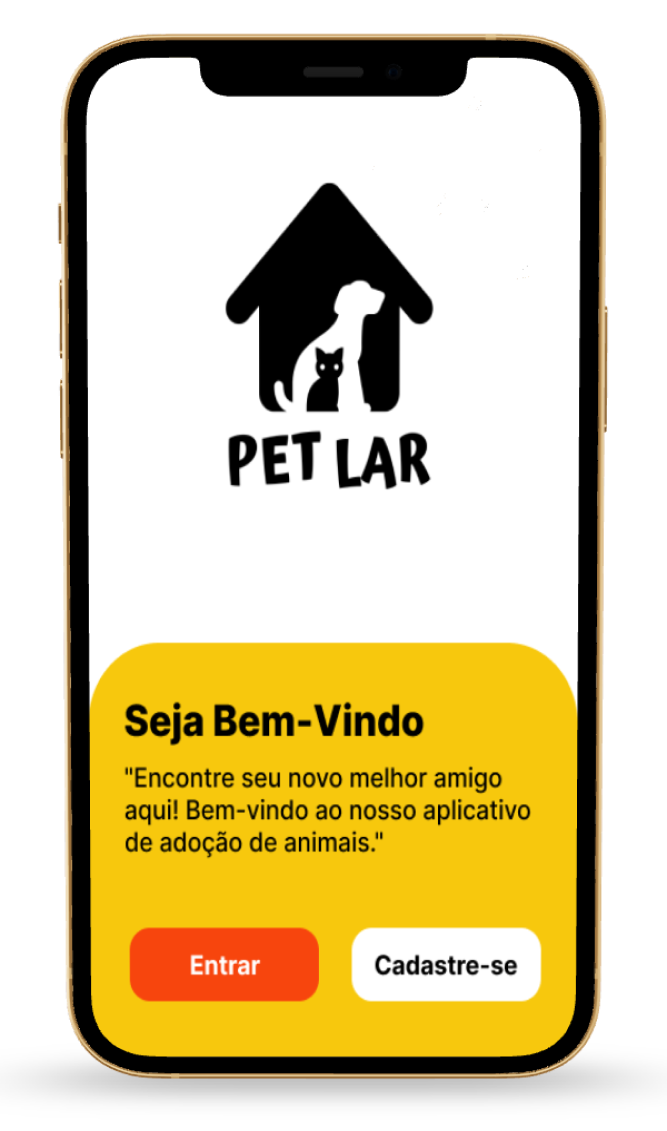 PET LAR
Seja Bem-Vindo
"Encontre seu novo melhor amigo
aqui! Bem-vindo ao nosso aplicativo
de adoção de animais."
Entrar
Cadastre-se